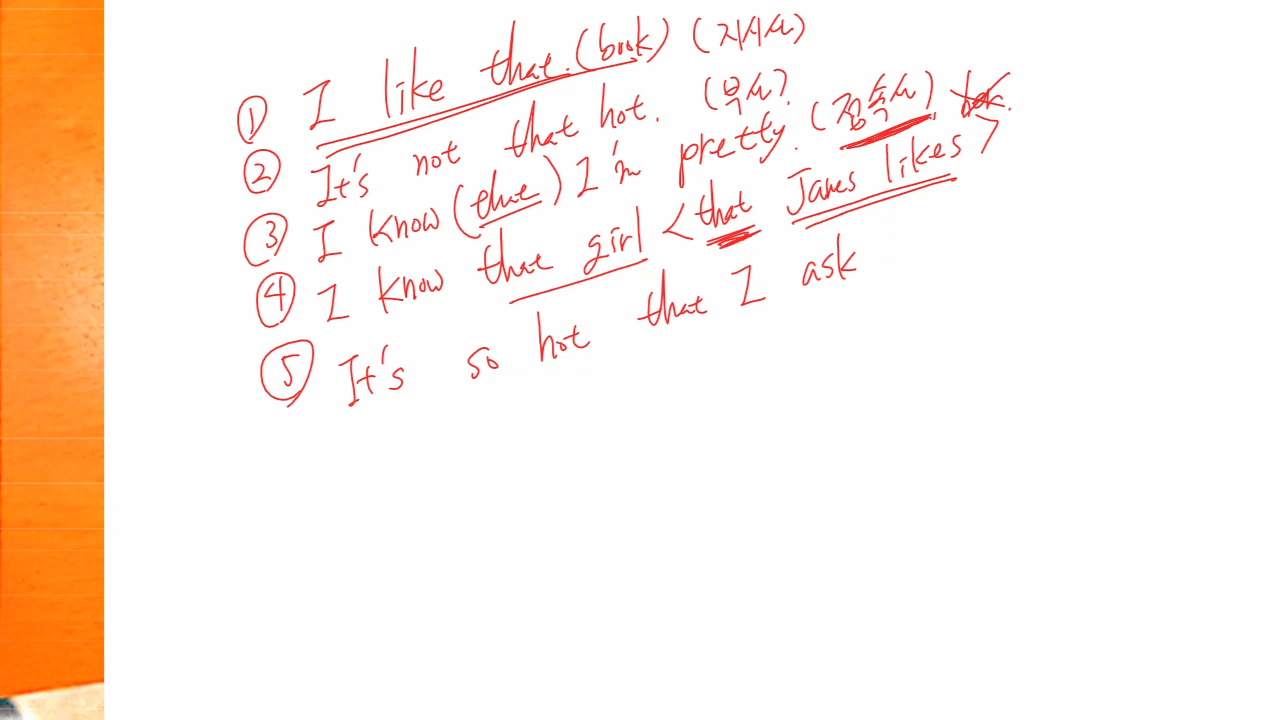 ① I like that. (book) (지시사)
② It's not that hot. (부사).
③ I know (that) I'm pretty. (접속사).
④ I know that girl < that James likes >
⑤ It's so hot that I ask